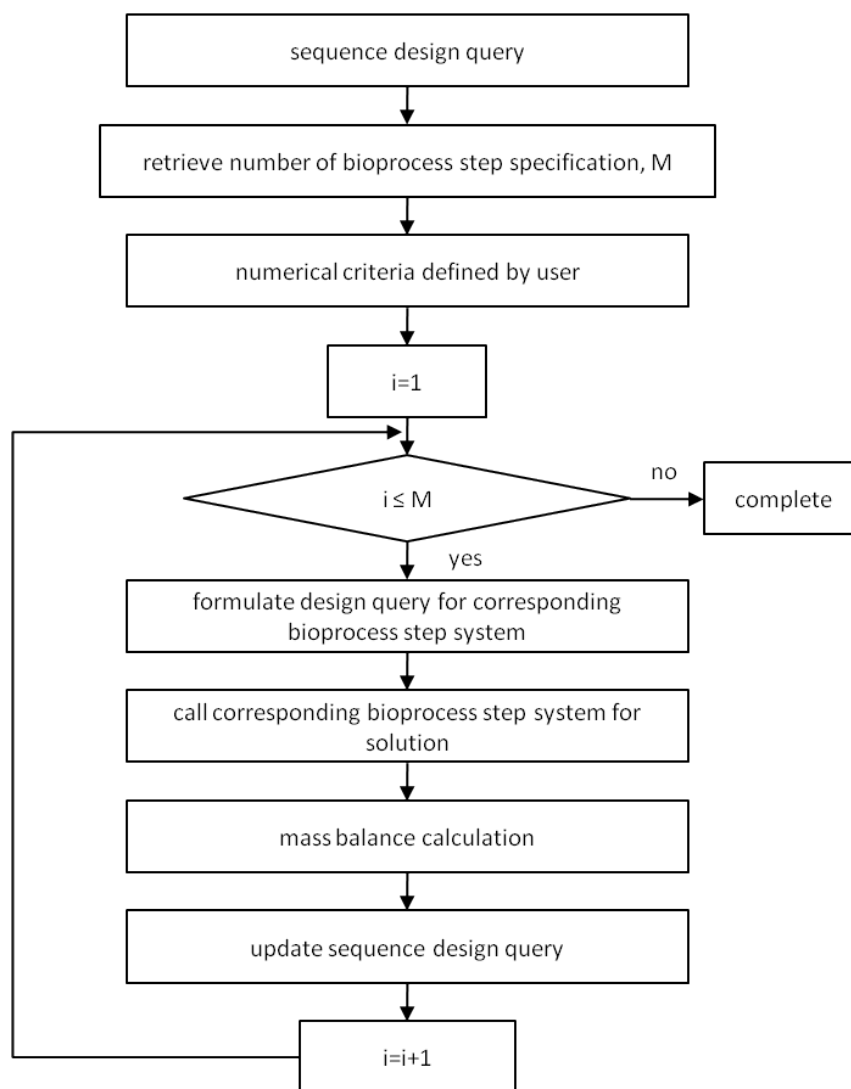 sequence design query
retrieve number of bioprocess step specification, M
numerical criteria defined by user
i=1
i ≤ M
no
complete
yes
formulate design query for corresponding
bioprocess step system
call corresponding bioprocess step system for
solution
mass balance calculation
update sequence design query
i=i+1